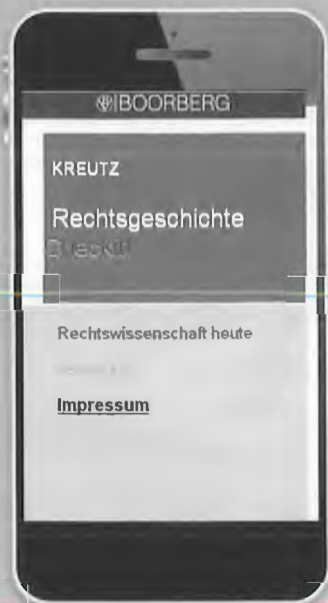 BOORBERG
KREUTZ
Rechtsgeschichte
Rechtswissenschaft heute
Impressum